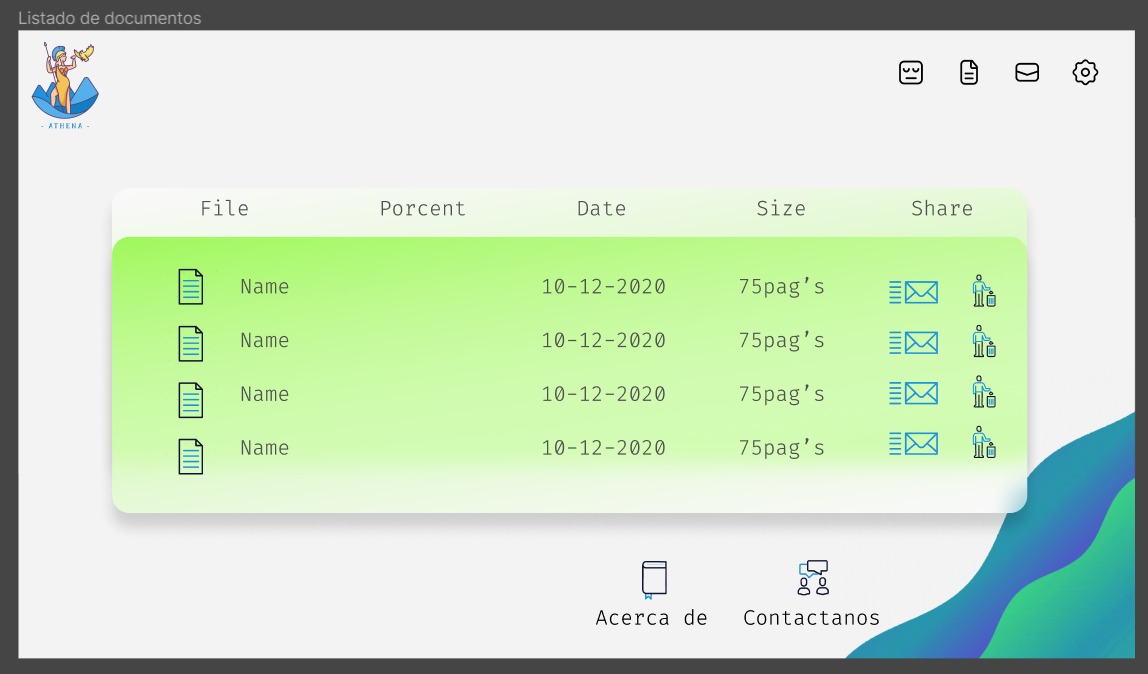 Listado de documentos
- ATHENA -
File Porcent Date Size Share
Name 10-12-2020 75pag’s
Name 10-12-2020 75pag’s
Name 10-12-2020 75pag’s
Name 10-12-2020 75pag’s
Acerca de Contactanos